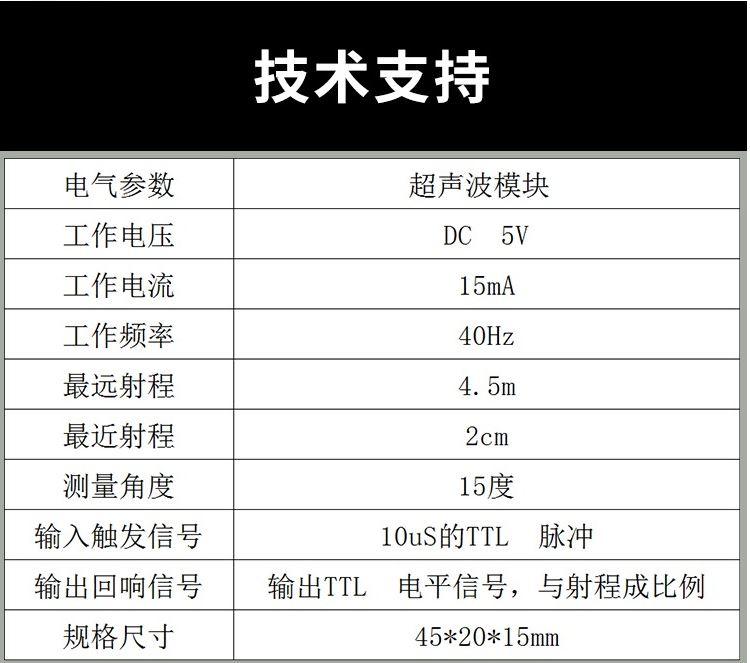 技术支持
电气参数 超声波模块
工作电压 DC 5V
工作电流 15mA
工作频率 40Hz
最远射程 4.5m
最近射程 2cm
测量角度 15度
输入触发信号 10uS的TTL 脉冲
输出回响信号 输出TTL 电平信号，与射程成比例
规格尺寸 45*20*15mm